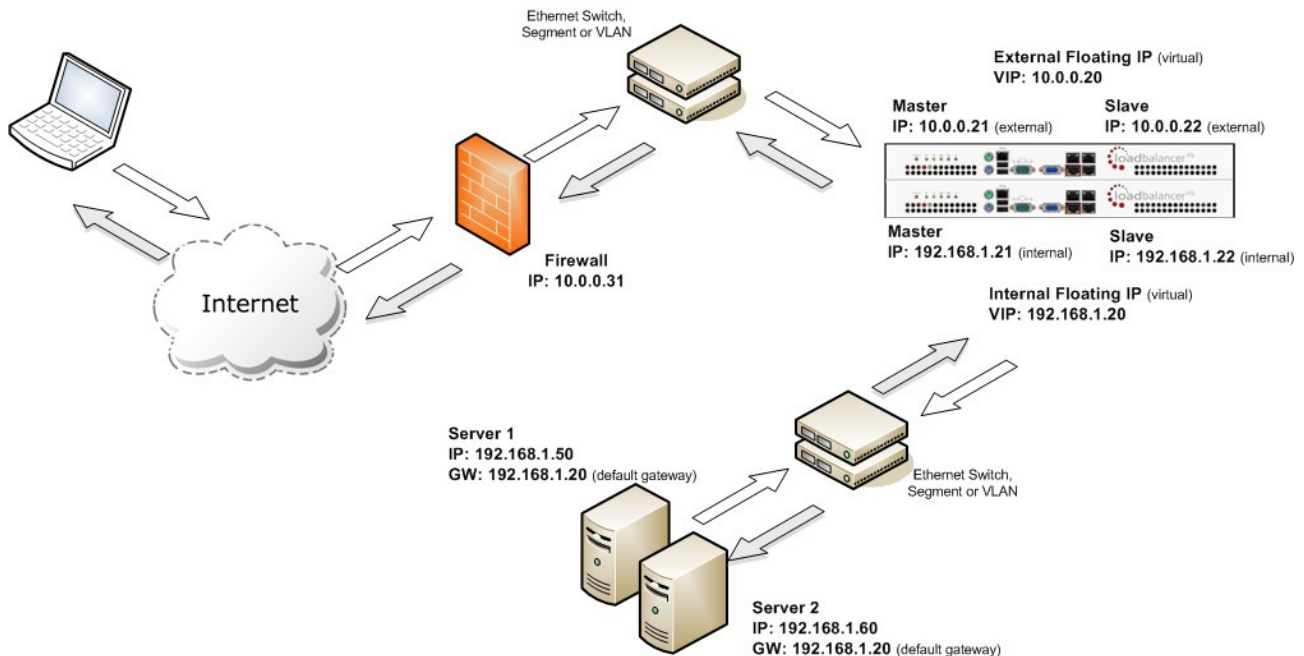 Ethernet Switch,
Segment or VLAN
External Floating IP (virtual)
VIP: 10.0.0.20
Master
IP: 10.0.0.21 (external)
Slave
IP: 10.0.0.22 (external)
loadbalancer
loadbalancer
Master
IP: 192.168.1.21 (internal)
Slave
IP: 192.168.1.22 (internal)
Firewall
IP: 10.0.0.31
Internet
Internal Floating IP (virtual)
VIP: 192.168.1.20
Server 1
IP: 192.168.1.50
GW: 192.168.1.20 (default gateway)
Ethernet Switch,
Segment or VLAN
Server 2
IP: 192.168.1.60
GW: 192.168.1.20 (default gateway)